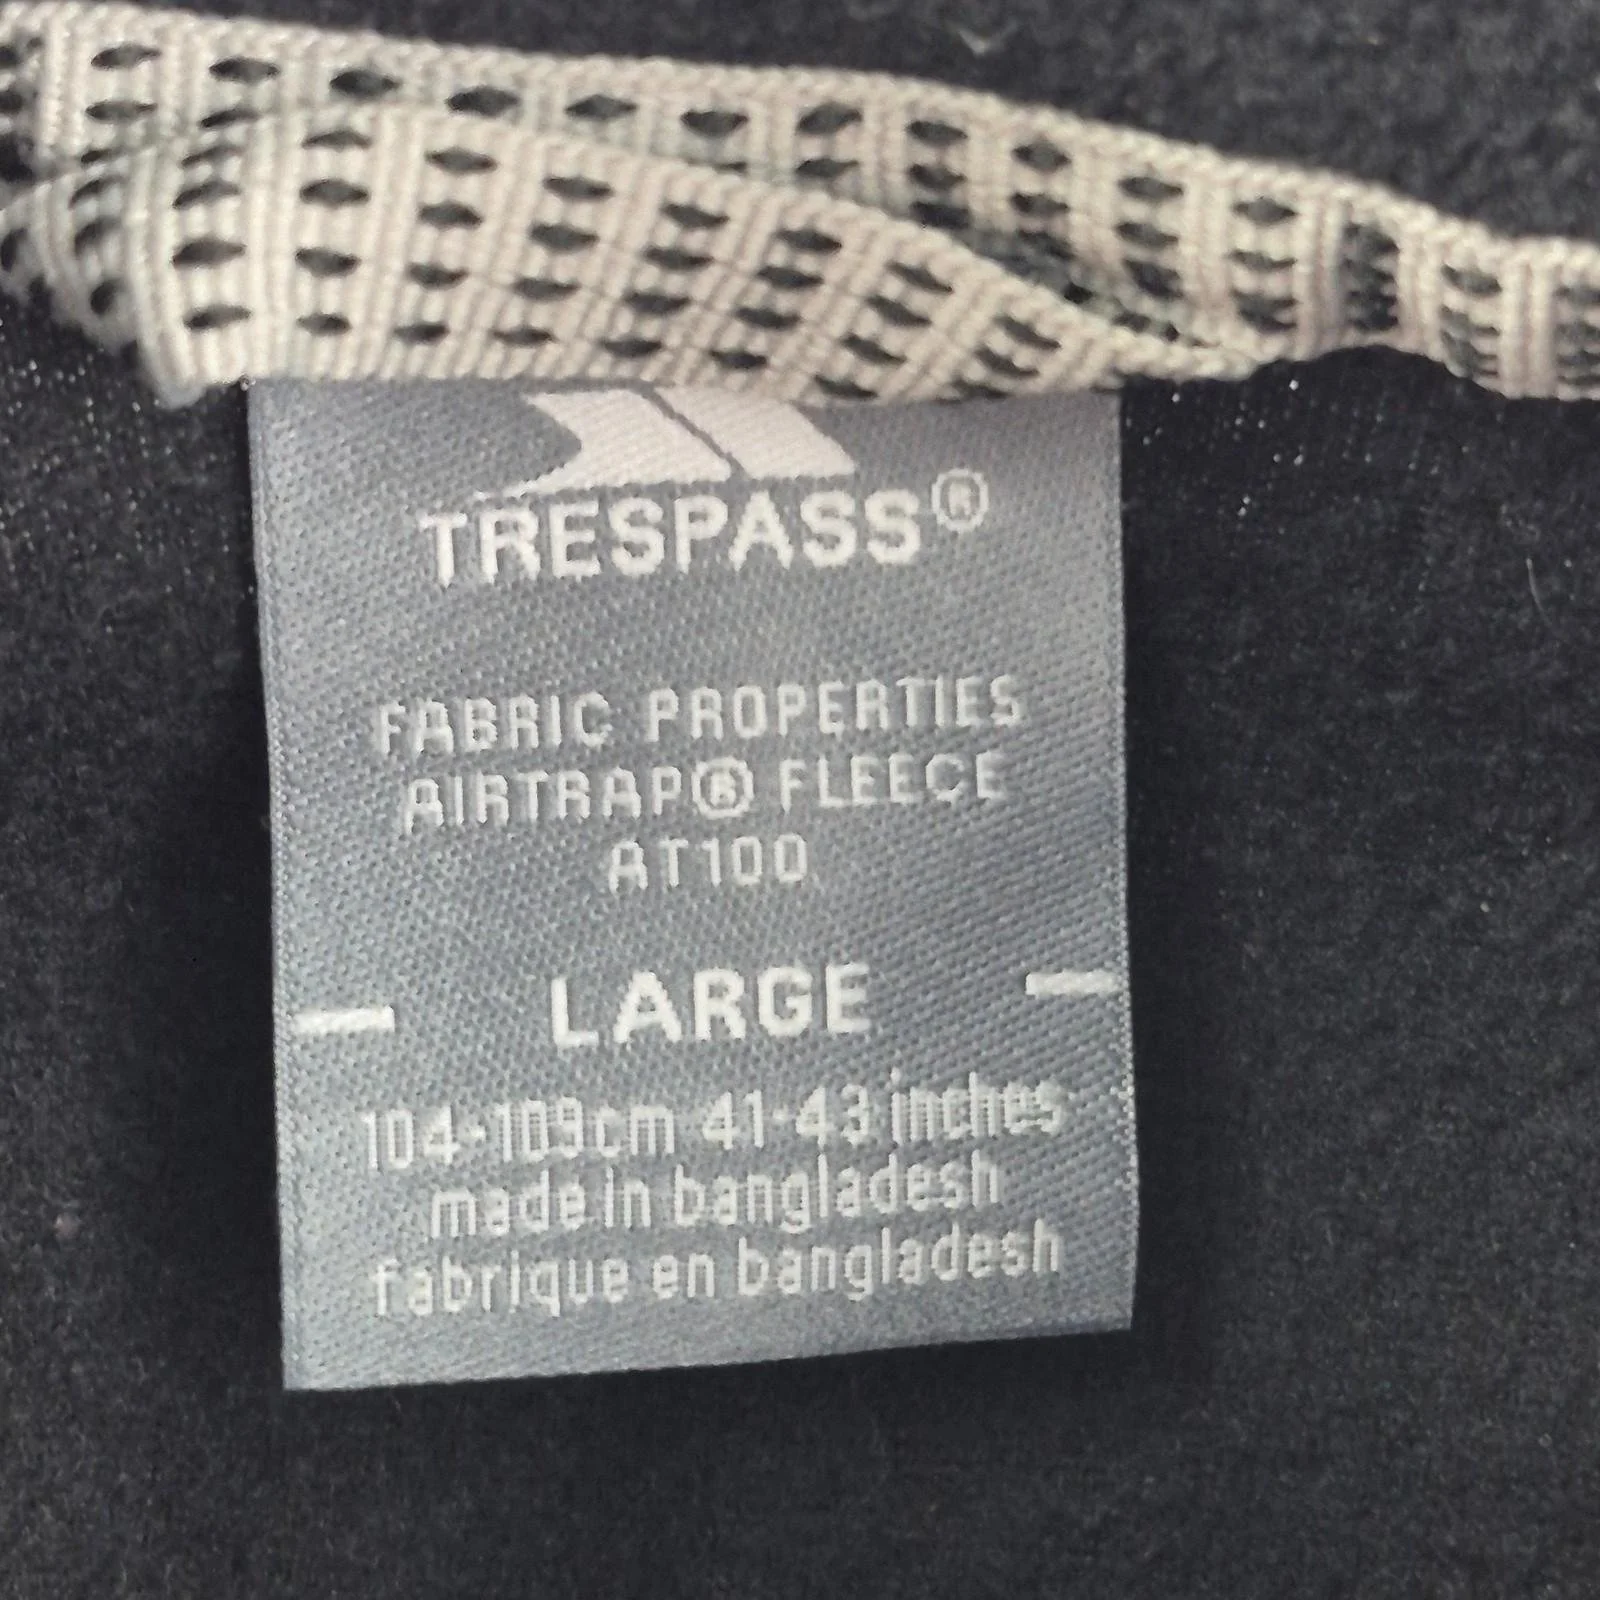 TRESPASS®
FABRIC PROPERTIES
AIRTRAP® FLEECE
AT100
LARGE
104-109cm 41-43 inches
made in bangladesh
fabrique en bangladesh